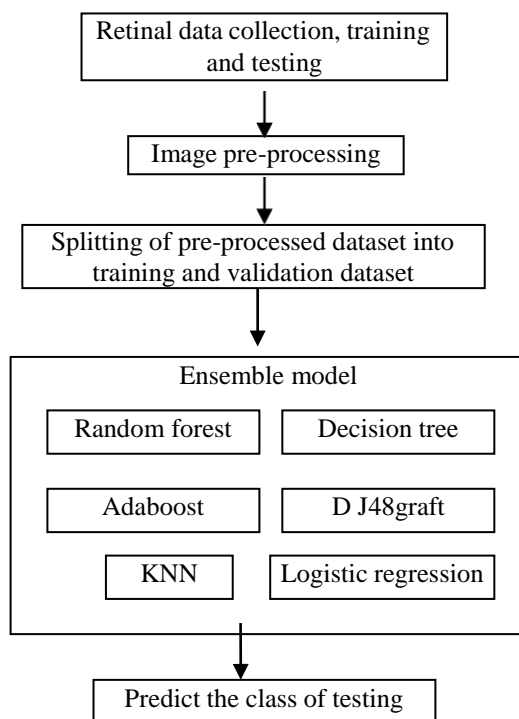 Retinal data collection, training
and testing
Image pre-processing
Splitting of pre-processed dataset into
training and validation dataset
Ensemble model
Random forest
Decision tree
Adaboost
D J48graft
KNN
Logistic regression
Predict the class of testing